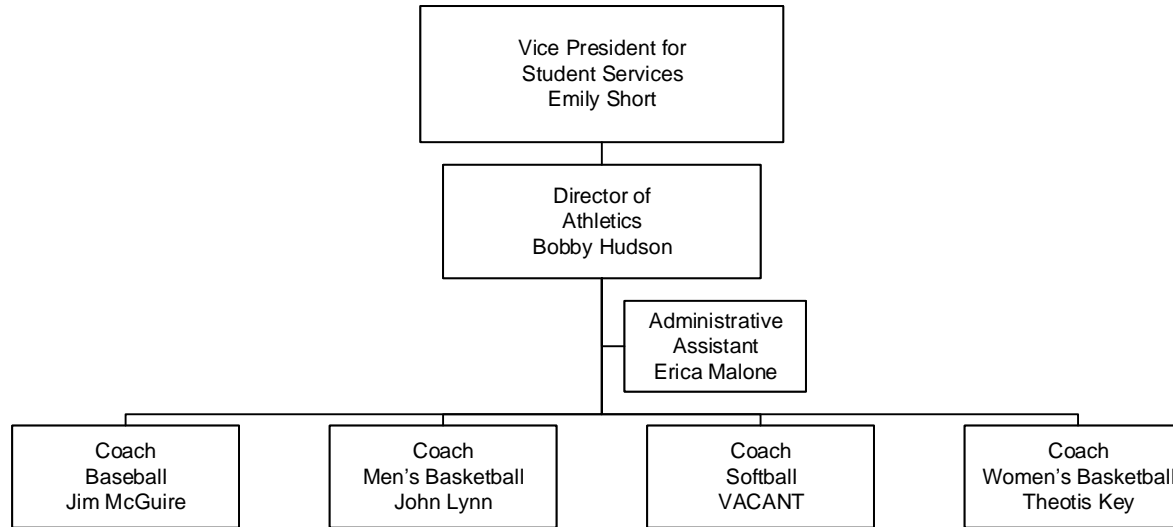 Vice President for
Student Services
Emily Short
Director of
Athletics
Bobby Hudson
Administrative
Assistant
Erica Malone
Coach
Baseball
Jim McGuire
Coach
Men's Basketball
John Lynn
Coach
Softball
VACANT
Coach
Women's Basketball
Theotis Key